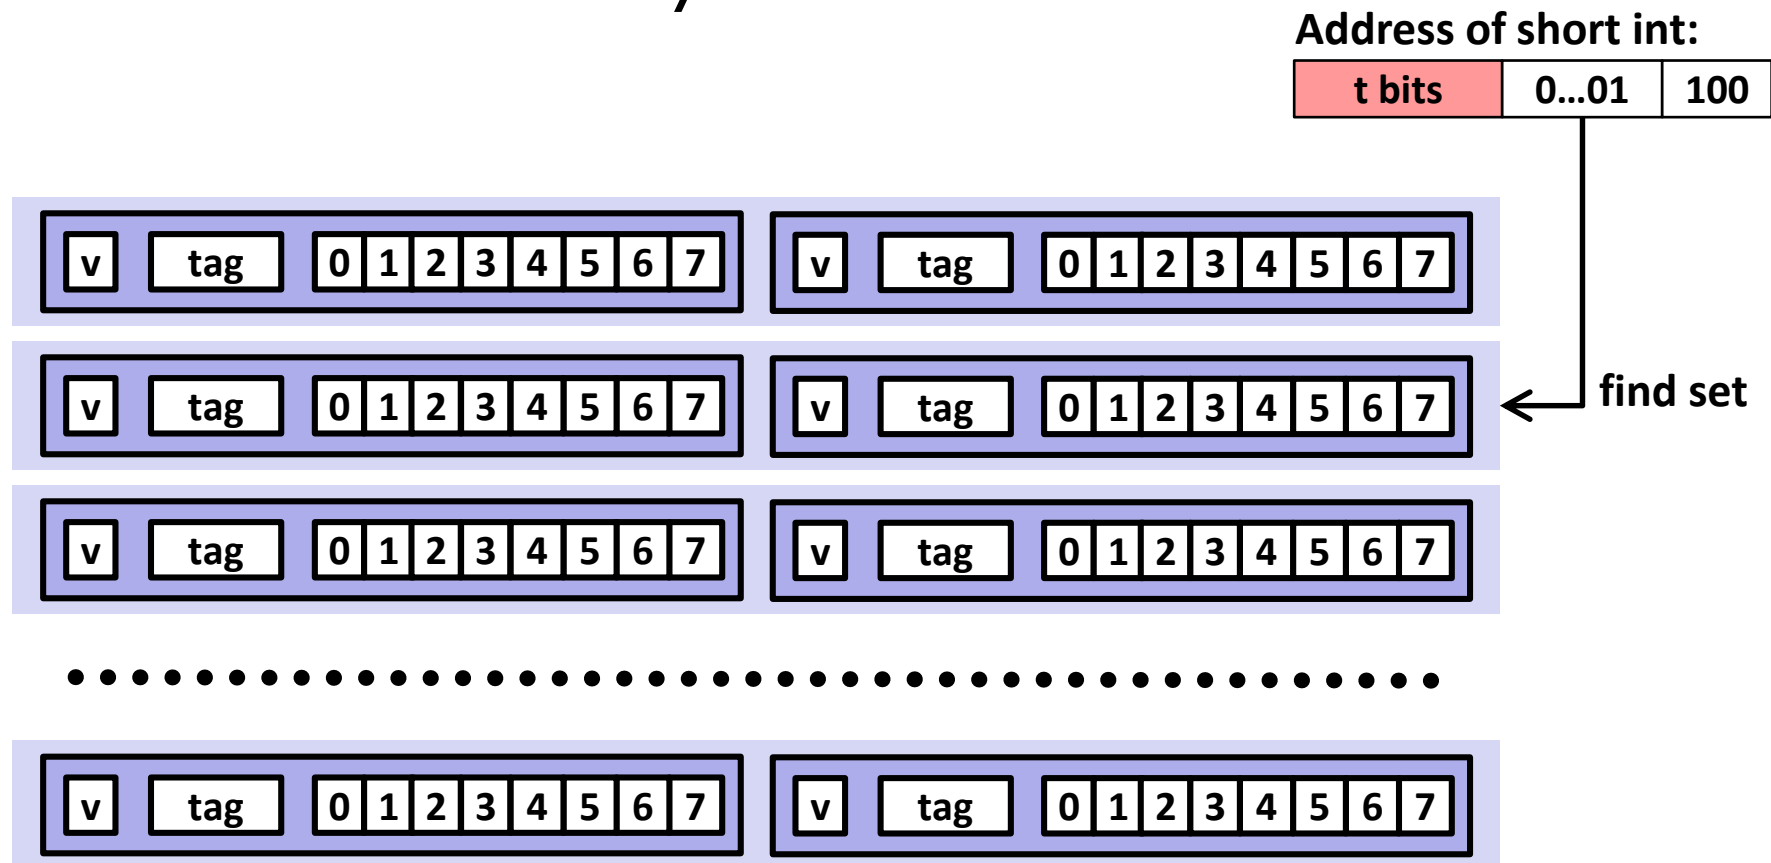 Address of short int:
t bits 0...01 100
v tag 0 1 2 3 4 5 6 7 v tag 0 1 2 3 4 5 6 7
v tag 0 1 2 3 4 5 6 7 v tag 0 1 2 3 4 5 6 7 find set
v tag 0 1 2 3 4 5 6 7 v tag 0 1 2 3 4 5 6 7
v tag 0 1 2 3 4 5 6 7 v tag 0 1 2 3 4 5 6 7